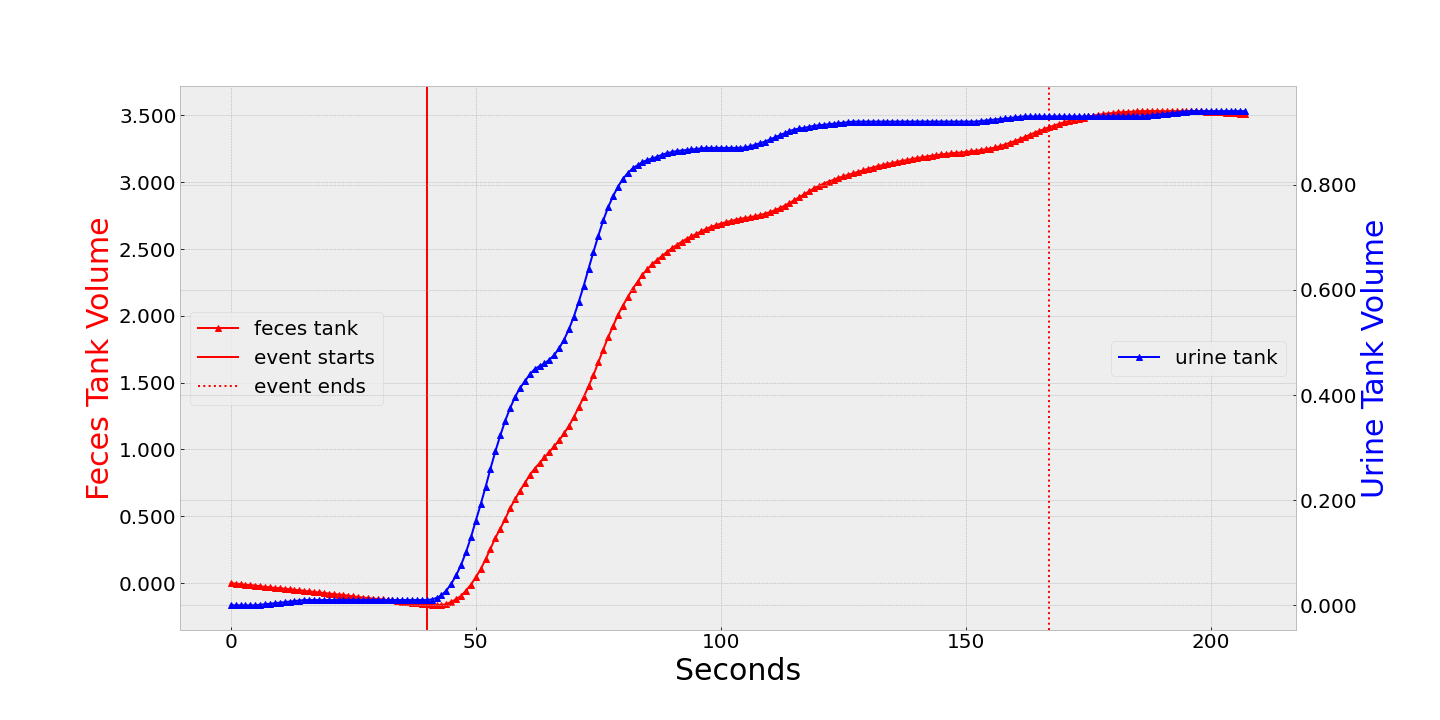 3.500
3.000
2.500
2.000
1.500
1.000
0.500
0.000
Feces Tank Volume
feces tank
event starts
event ends
urine tank
0.800
0.600
0.400
0.200
0.000
Urine Tank Volume
0
50
100
150
200
Seconds